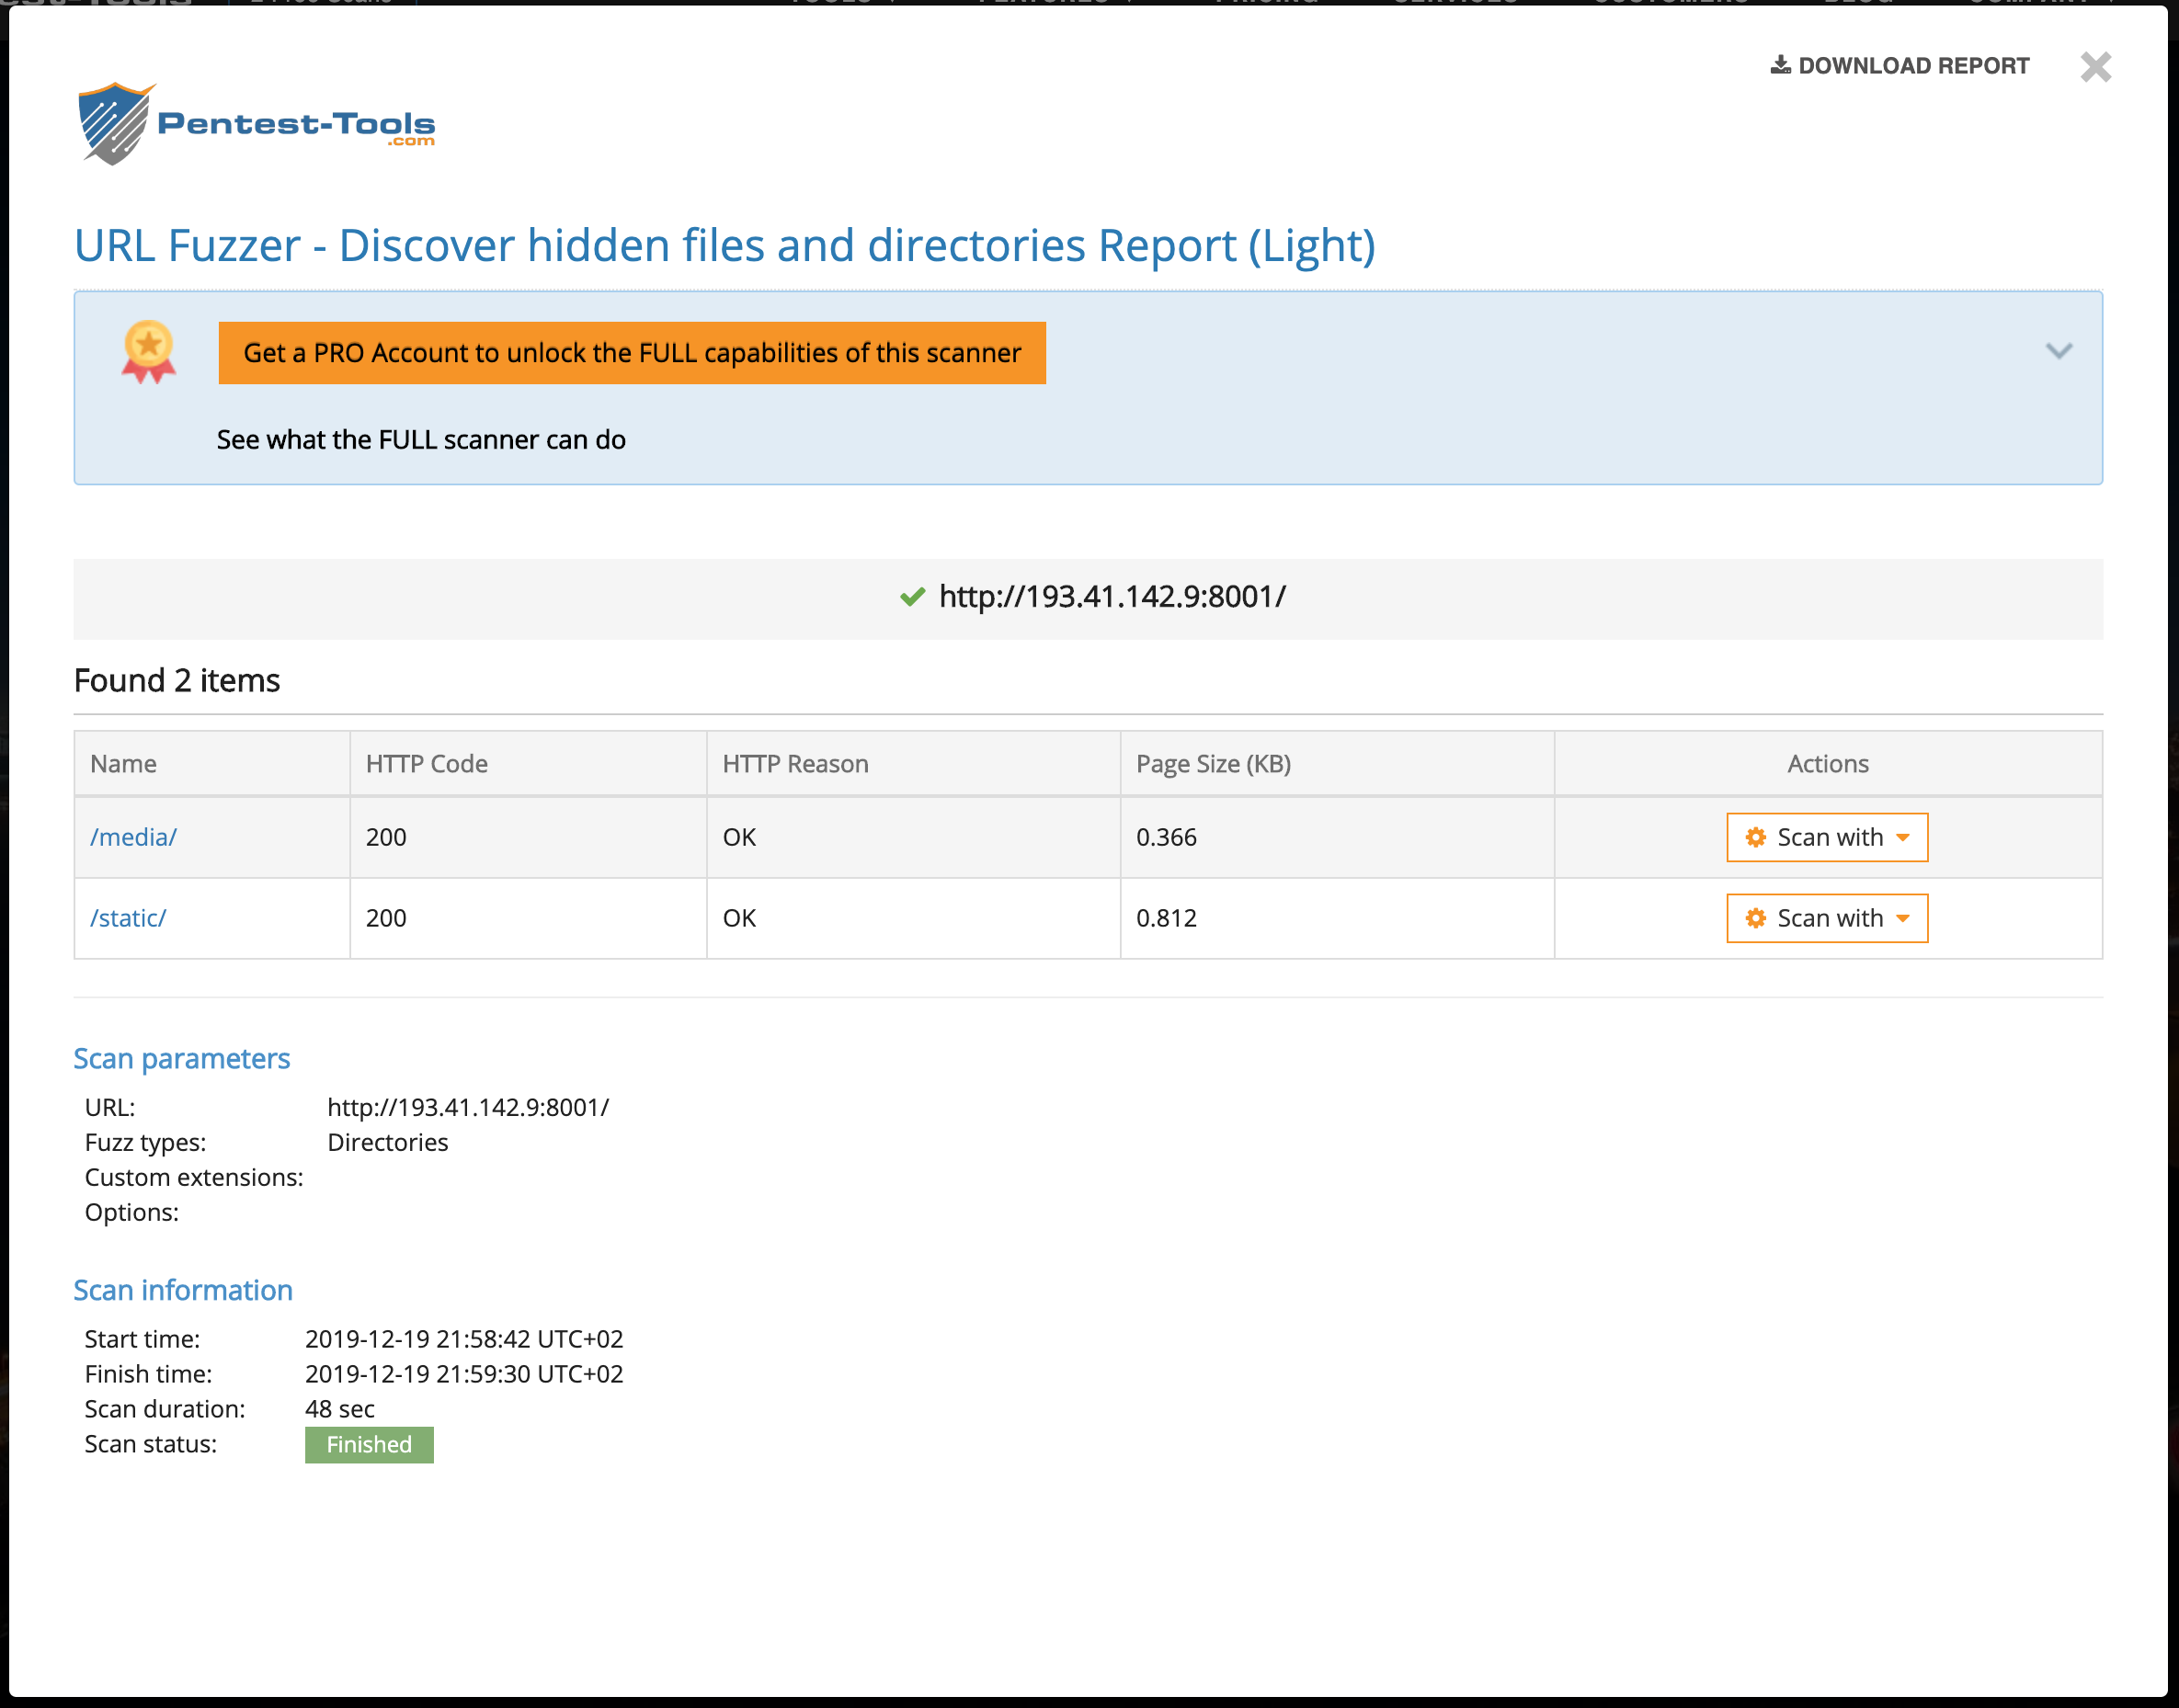 DOWNLOAD REPORT
Pentest-Tools
.com
URL Fuzzer - Discover hidden files and directories Report (Light)
Get a PRO Account to unlock the FULL capabilities of this scanner
See what the FULL scanner can do
http://193.41.142.9:8001/
Found 2 items
Name HTTP Code HTTP Reason Page Size (KB) Actions
/media/ 200 OK 0.366 Scan with
/static/ 200 OK 0.812 Scan with
Scan parameters
URL: http://193.41.142.9:8001/
Fuzz types: Directories
Custom extensions:
Options:
Scan information
Start time: 2019-12-19 21:58:42 UTC+02
Finish time: 2019-12-19 21:59:30 UTC+02
Scan duration: 48 sec
Scan status: Finished